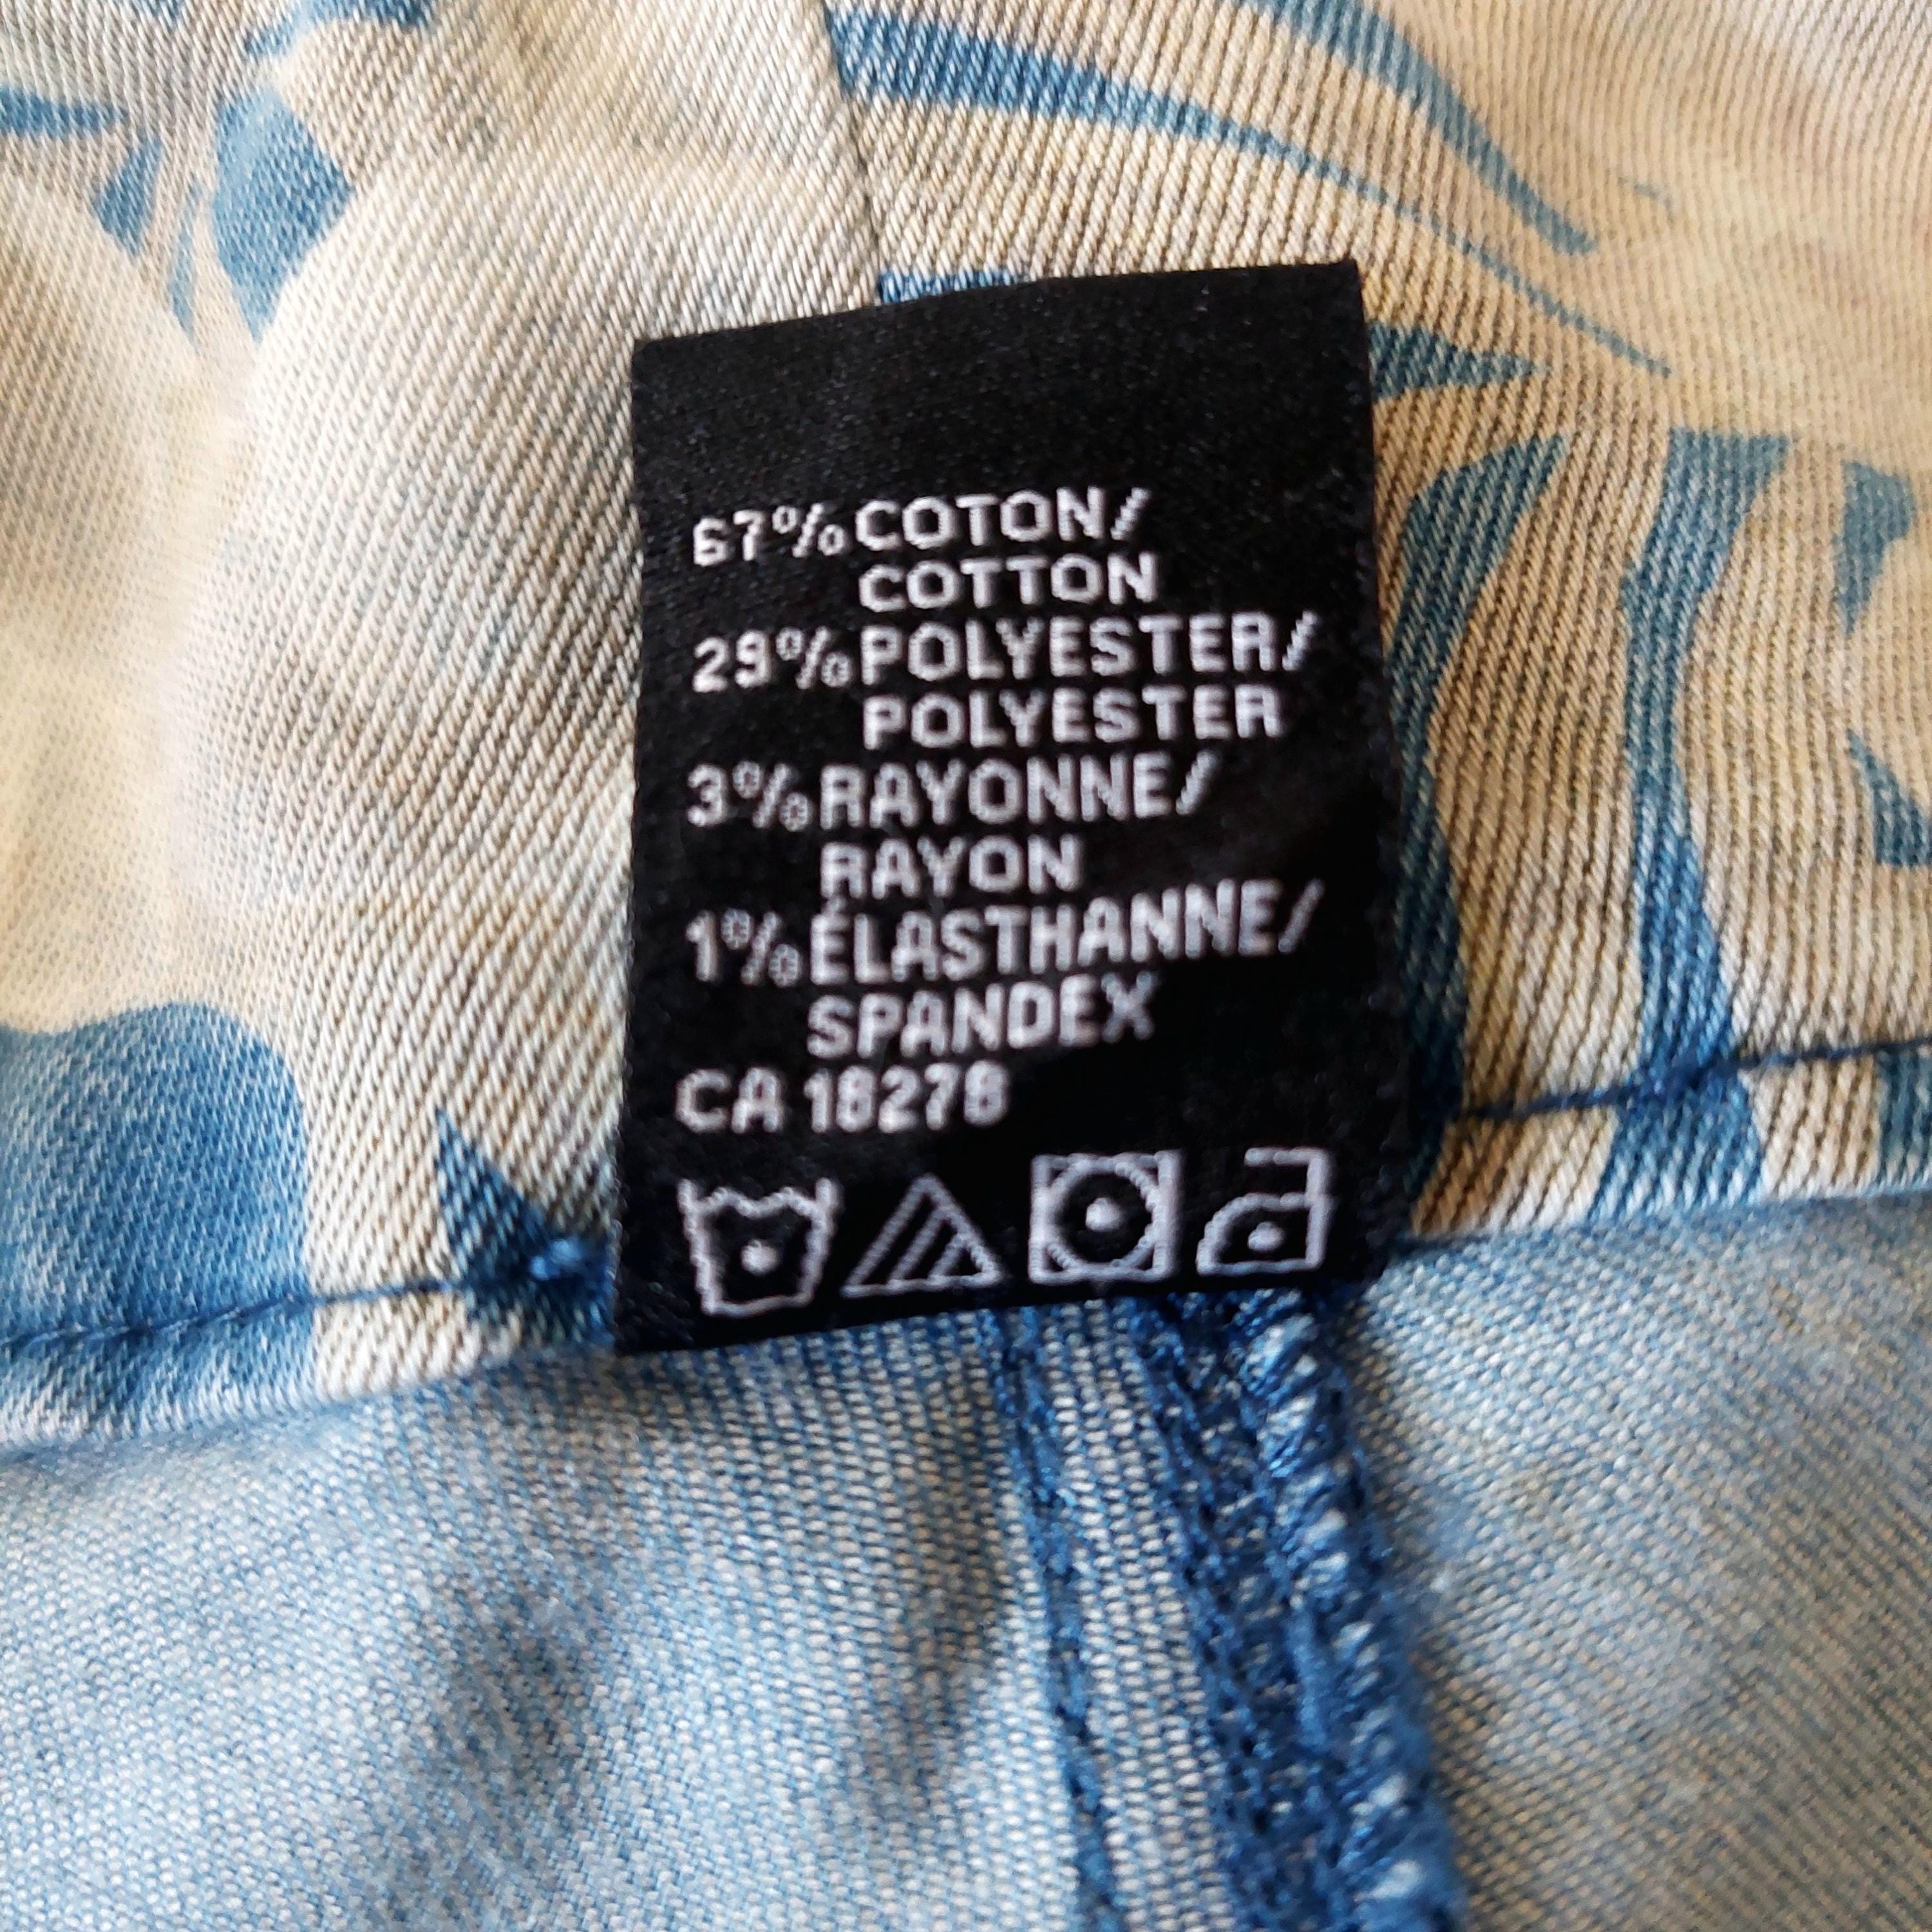 67% COTON/
COTTON
29% POLYESTER/
POLYESTER
3% RAYONNE/
RAYON
1% ÉLASTHANNE/
SPANDEX
CA 18278